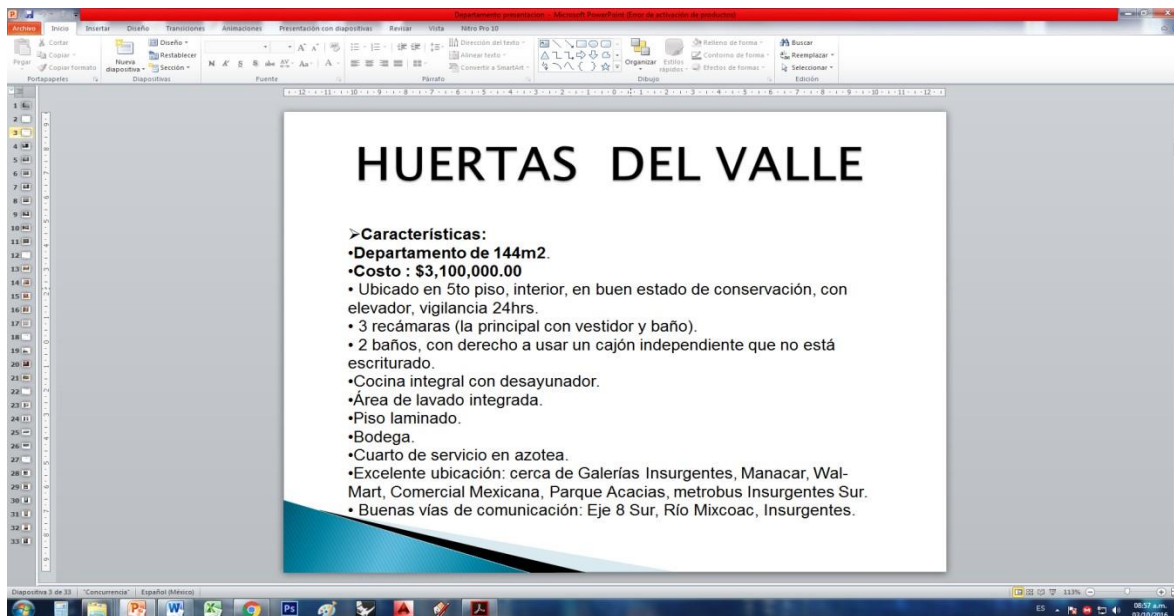 Departamento presentacion - Microsoft PowerPoint (Error de activación de productos)
Archivo Inicio Insertar Diseño Transiciones Animaciones Presentación con diapositivas Revisar Vista Nitro Pro 10
Cortar
Copiar
Copiar formato
Pegar
Portapapeles
Nueva diapositiva
Diseño
Restablecer
Sección
Diapositivas
Fuente
Dirección del texto
Alinear texto
Convertir a SmartArt
Párrafo
Organizar
Estilos rápidos
Relleno de forma
Contorno de forma
Efectos de formas
Dibujo
Buscar
Reemplazar
Seleccionar
Edición
HUERTAS DEL VALLE
➢Características:
•Departamento de 144m2.
•Costo : $3,100,000.00
• Ubicado en 5to piso, interior, en buen estado de conservación, con
elevador, vigilancia 24hrs.
• 3 recámaras (la principal con vestidor y baño).
• 2 baños, con derecho a usar un cajón independiente que no está
escriturado.
•Cocina integral con desayunador.
•Área de lavado integrada.
•Piso laminado.
•Bodega.
•Cuarto de servicio en azotea.
•Excelente ubicación: cerca de Galerías Insurgentes, Manacar, Wal-
Mart, Comercial Mexicana, Parque Acacias, metrobus Insurgentes Sur.
• Buenas vías de comunicación: Eje 8 Sur, Río Mixcoac, Insurgentes.
Diapositiva 3 de 33 "Concurrencia" Español (México) 113%
ES 08:57 a.m.
03/10/2016